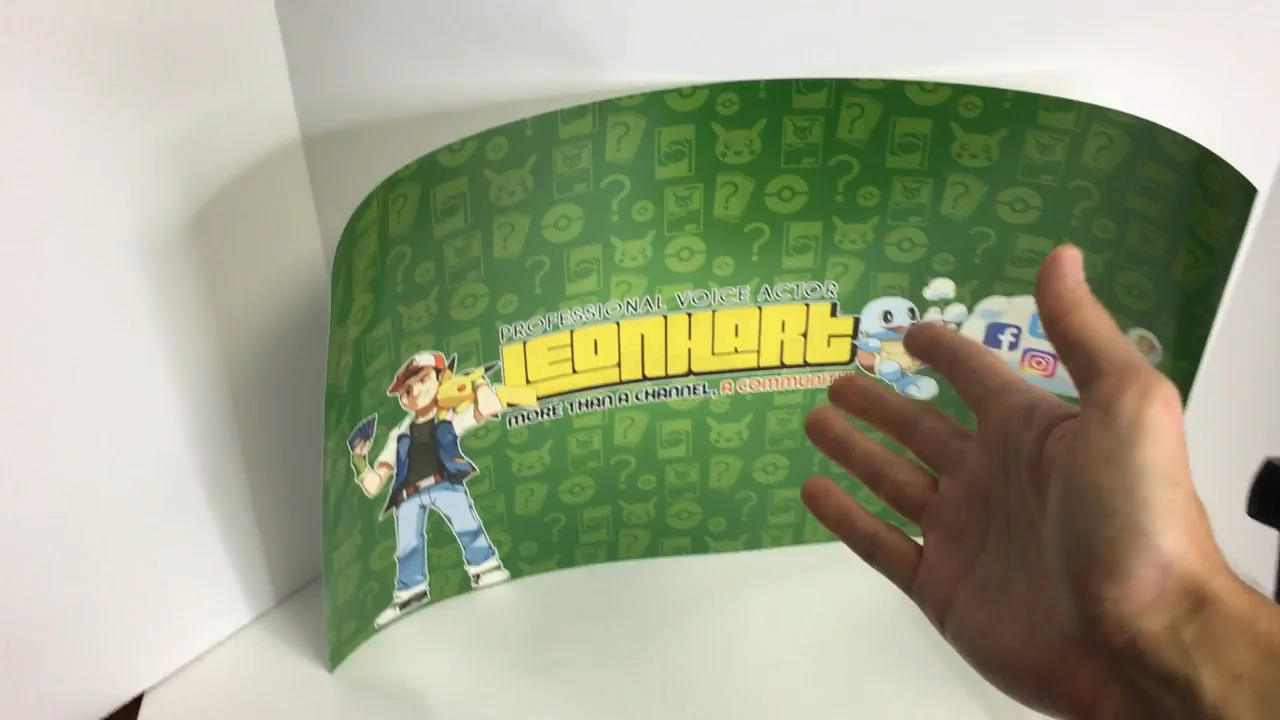 PROFESSIONAL VOICE ACTOR
LEONHART
MORE THAN A CHANNEL, A COMMUNITY